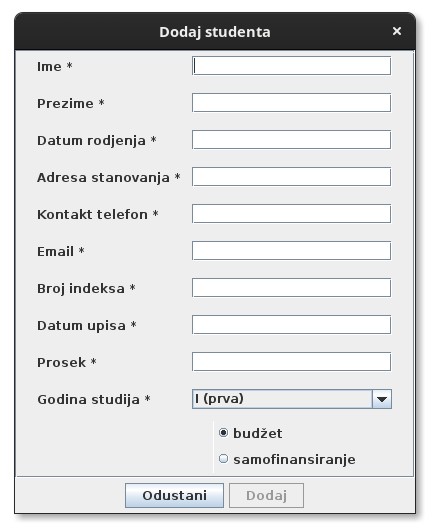 Dodaj studenta ×
Ime *
Prezime *
Datum rodjenja *
Adresa stanovanja *
Kontakt telefon *
Email *
Broj indeksa *
Datum upisa *
Prosek *
Godina studija * I (prva)
budžet
samofinansiranje
Odustani Dodaj